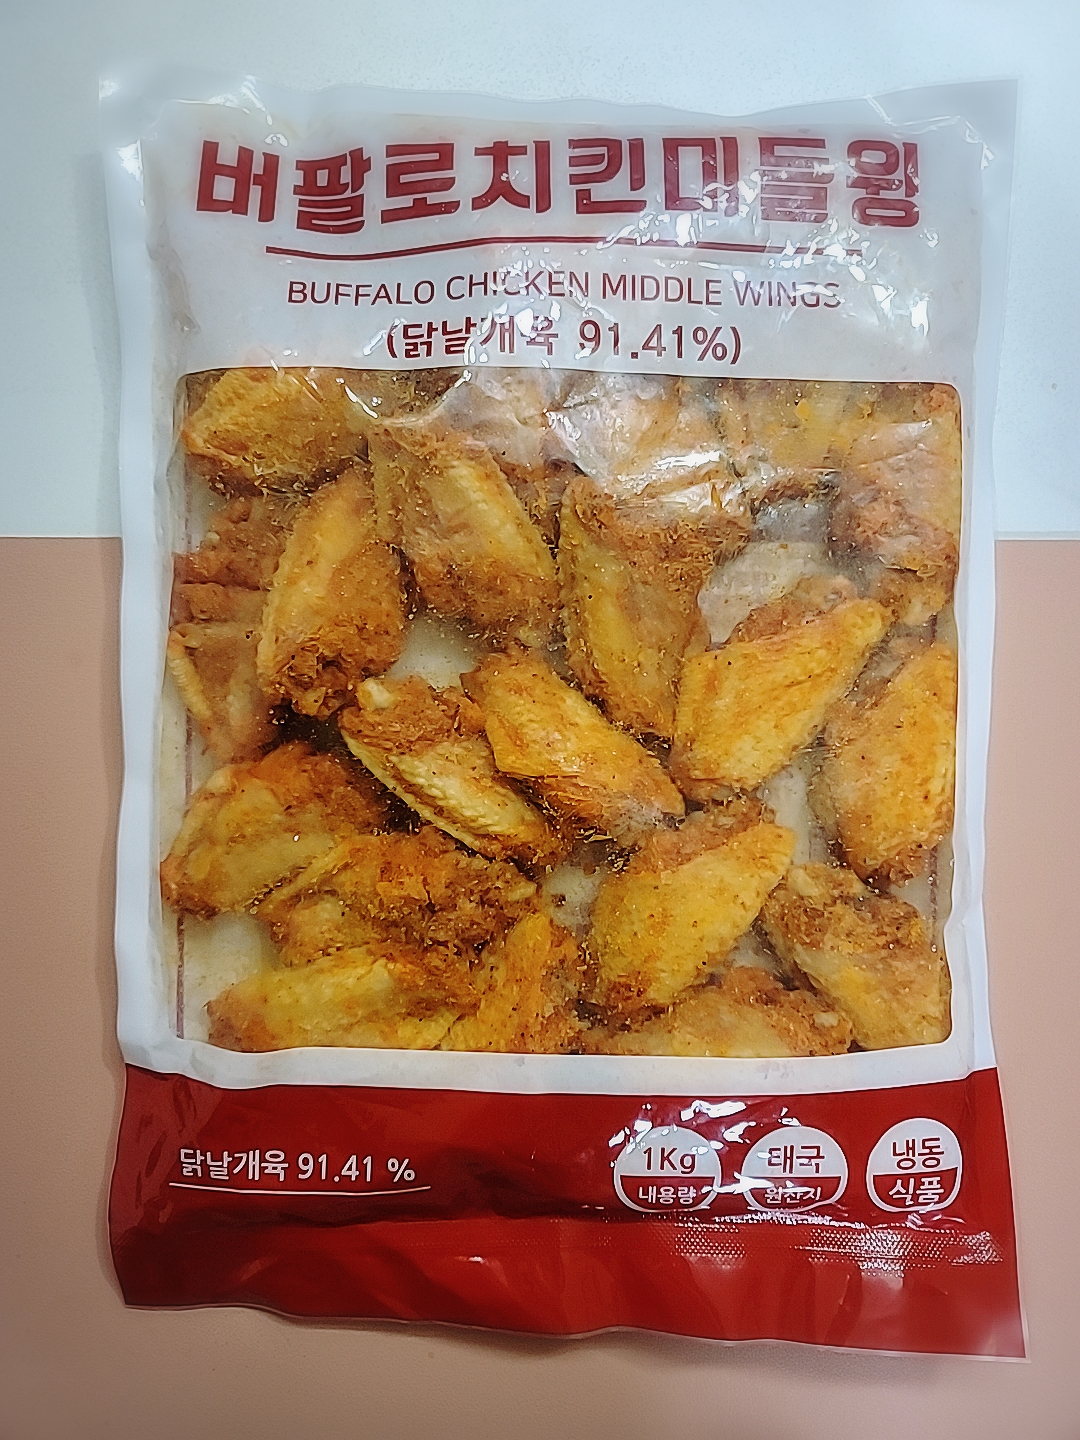 버팔로치킨미들윙
BUFFALO CHICKEN MIDDLE WINGS
(닭날개육 91.41%)
닭날개육 91.41 %
1Kg
내용량
태국
원산지
냉동
식품